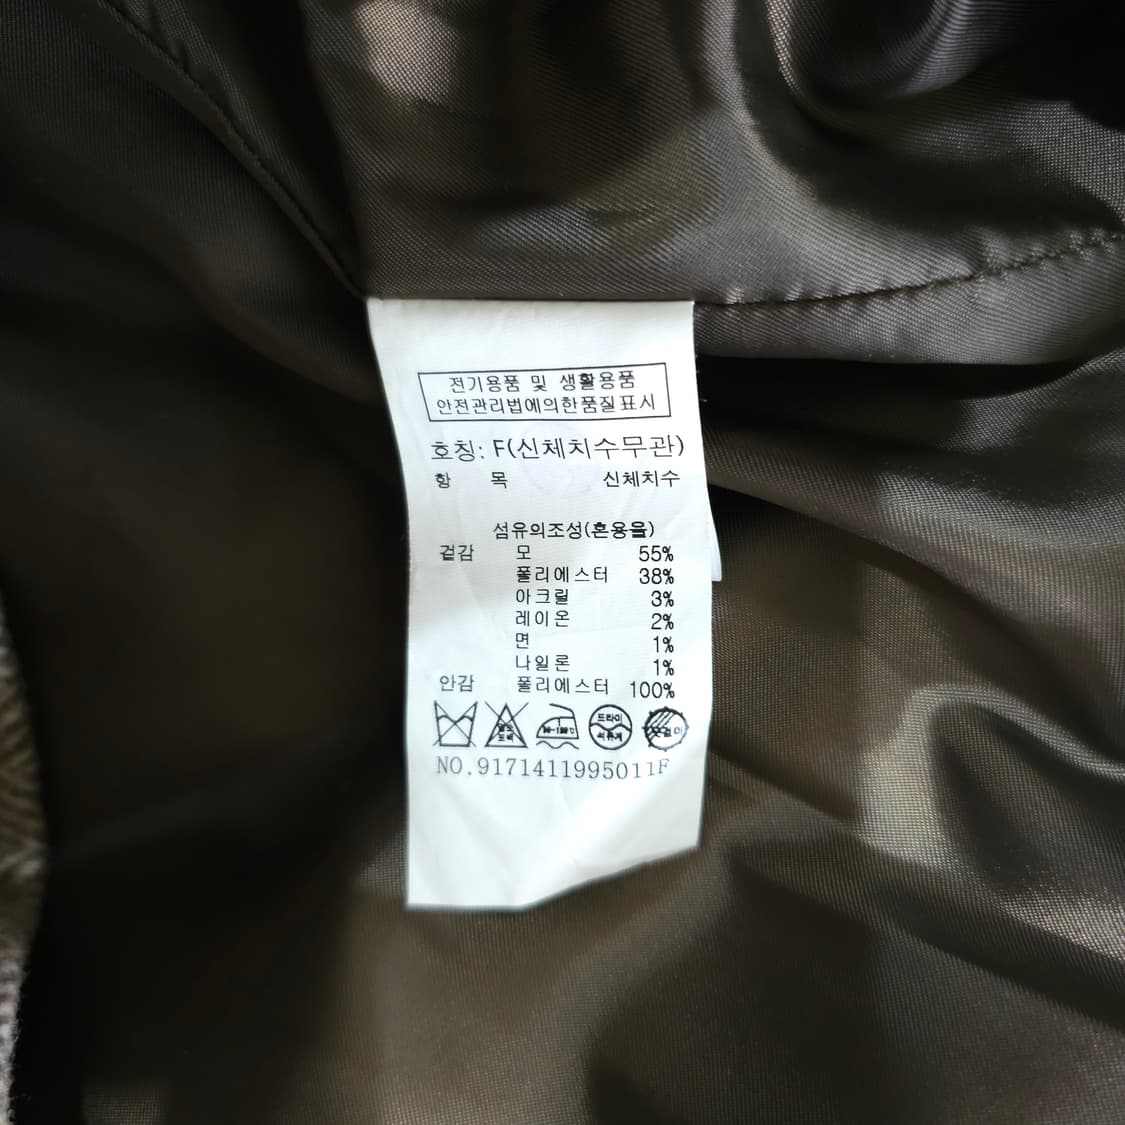 전기용품 및 생활용품
안전관리법에의한품질표시
호칭: F(신체치수무관)
항 목 신체치수
섬유의조성(혼용율)
겉감 모 55%
폴리에스터 38%
아크릴 3%
레이온 2%
면 1%
나일론 1%
안감 폴리에스터 100%
드라이
석유계
NO.9171411995011F